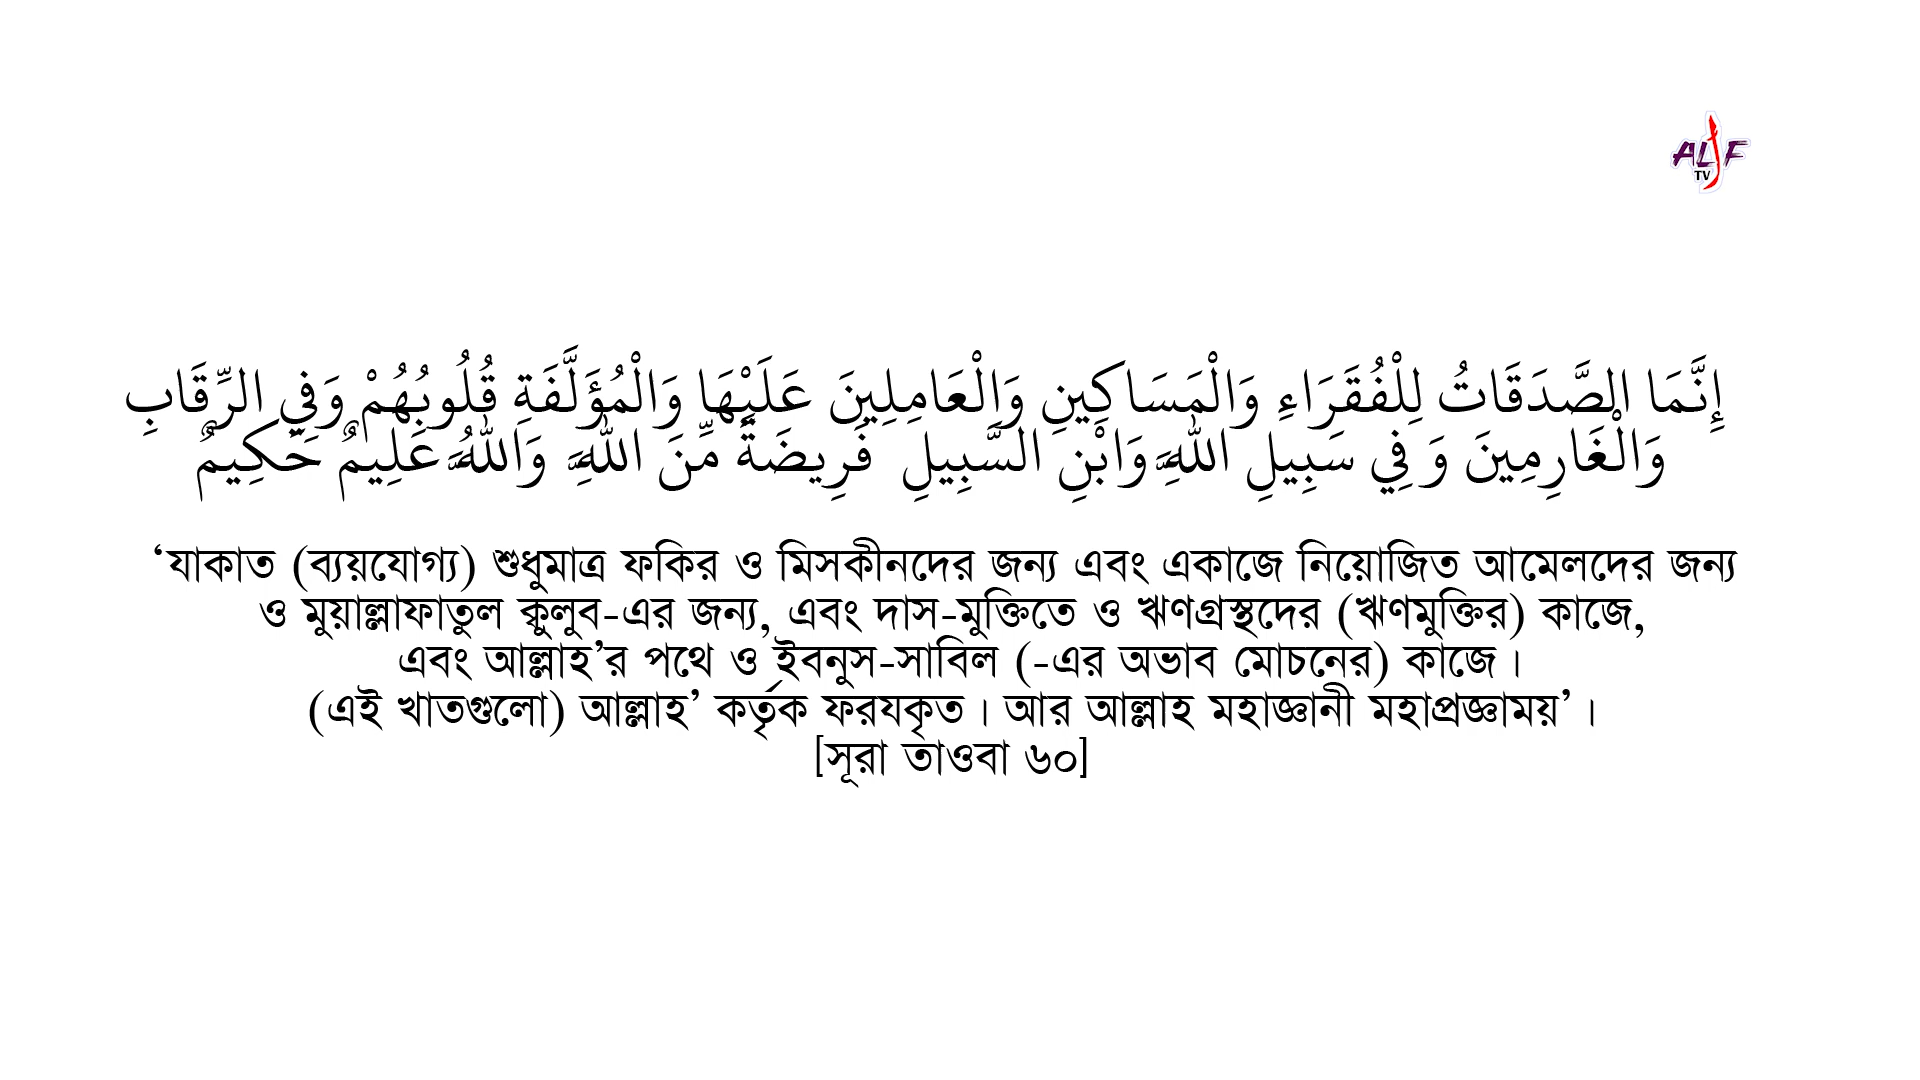 ALIF
TV
إِنَّمَا الصَّدَقَاتُ لِلْفُقَرَاءِ وَالْمَسَاكِينِ وَالْعَامِلِينَ عَلَيْهَا وَالْمُؤَلَّفَةِ قُلُوبُهُمْ وَفِي الرِّقَابِ
وَالْغَارِمِينَ وَ فِي سَبِيلِ اللَّهِ وَابْنِ السَّبِيلِ فَرِيضَةً مِّنَ اللَّهِ وَاللَّهُ عَلِيمٌ حَكِيمٌ
‘যাকাত (ব্যয়যোগ্য) শুধুমাত্র ফকির ও মিসকীনদের জন্য এবং একাজে নিয়োজিত আমেলদের জন্য
ও মুয়াল্লাফাতুল ক্বুলুব-এর জন্য, এবং দাস-মুক্তিতে ও ঋণগ্রস্থদের (ঋণমুক্তির) কাজে,
এবং আল্লাহ’র পথে ও ইবনুস-সাবিল (-এর অভাব মোচনের) কাজে।
(এই খাতগুলো) আল্লাহ’ কর্তৃক ফরযকৃত। আর আল্লাহ মহাজ্ঞানী মহাপ্রজ্ঞাময়’।
[সূরা তাওবা ৬০]